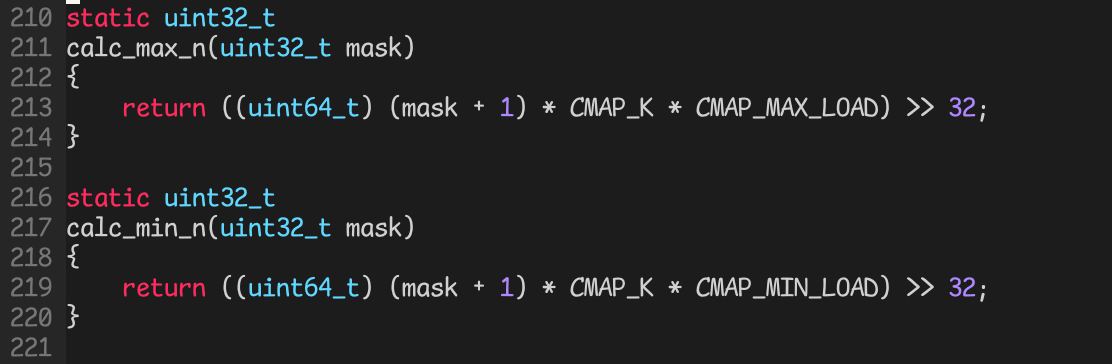 210 static uint32_t
211 calc_max_n(uint32_t mask)
212 {
213     return ((uint64_t) (mask + 1) * CMAP_K * CMAP_MAX_LOAD) >> 32;
214 }
215
216 static uint32_t
217 calc_min_n(uint32_t mask)
218 {
219     return ((uint64_t) (mask + 1) * CMAP_K * CMAP_MIN_LOAD) >> 32;
220 }
221